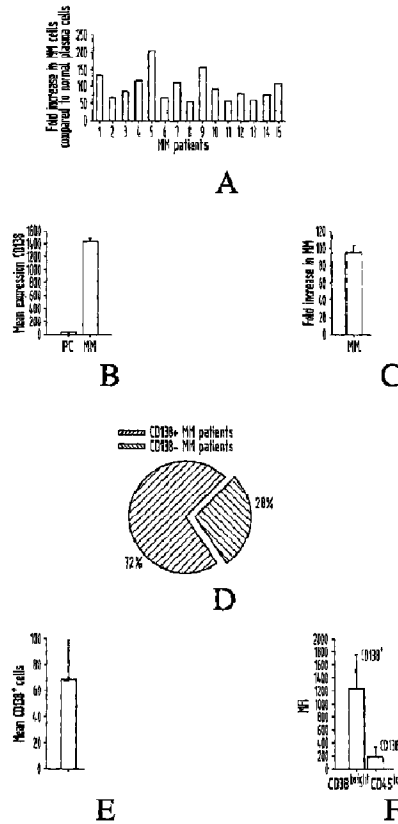 Fold increase in MM cells
compared to normal plasma cells
250
200
150
100
50
0
1 2 3 4 5 6 7 8 9 10 11 12 13 14 15
MM patients
A
Mean expression CD138
1600
1400
1200
1000
800
600
400
200
0
PC MM
B
Fold increase in MM
120
100
80
60
40
20
0
MM
C
CD138+ MM patients
CD138- MM patients
28%
72%
D
Mean CD138+ cells
100
80
60
40
20
0
E
MFI
2000
1800
1600
1400
1200
1000
800
600
400
200
0
CD138+
CD138
CD38bright CD45lo
F